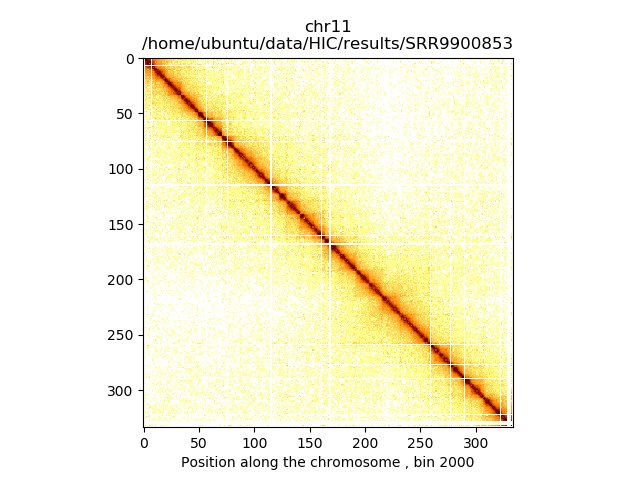 chr11
/home/ubuntu/data/HIC/results/SRR9900853
0
50
100
150
200
250
300
0 50 100 150 200 250 300
Position along the chromosome , bin 2000